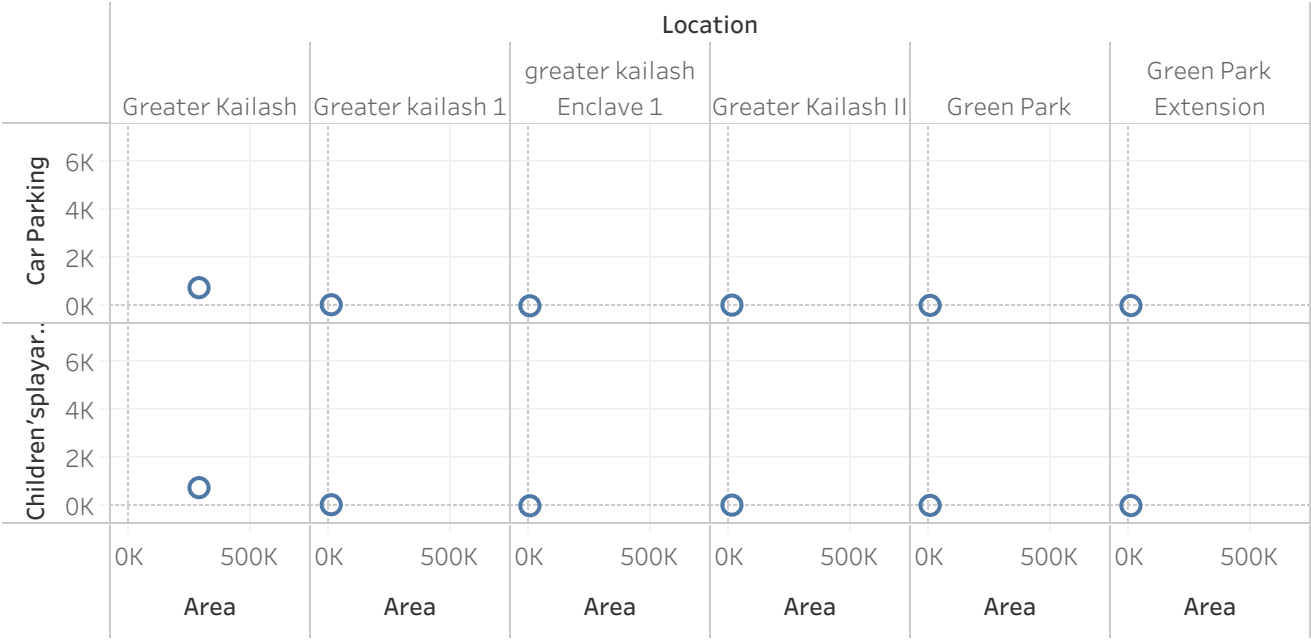 Location
Greater Kailash
Greater kailash 1
greater kailash
Enclave 1
Greater Kailash II
Green Park
Green Park
Extension
Car Parking
6K
4K
2K
0K
Children'splayar..
6K
4K
2K
0K
0K 500K 0K 500K 0K 500K 0K 500K 0K 500K 0K 500K
Area Area Area Area Area Area